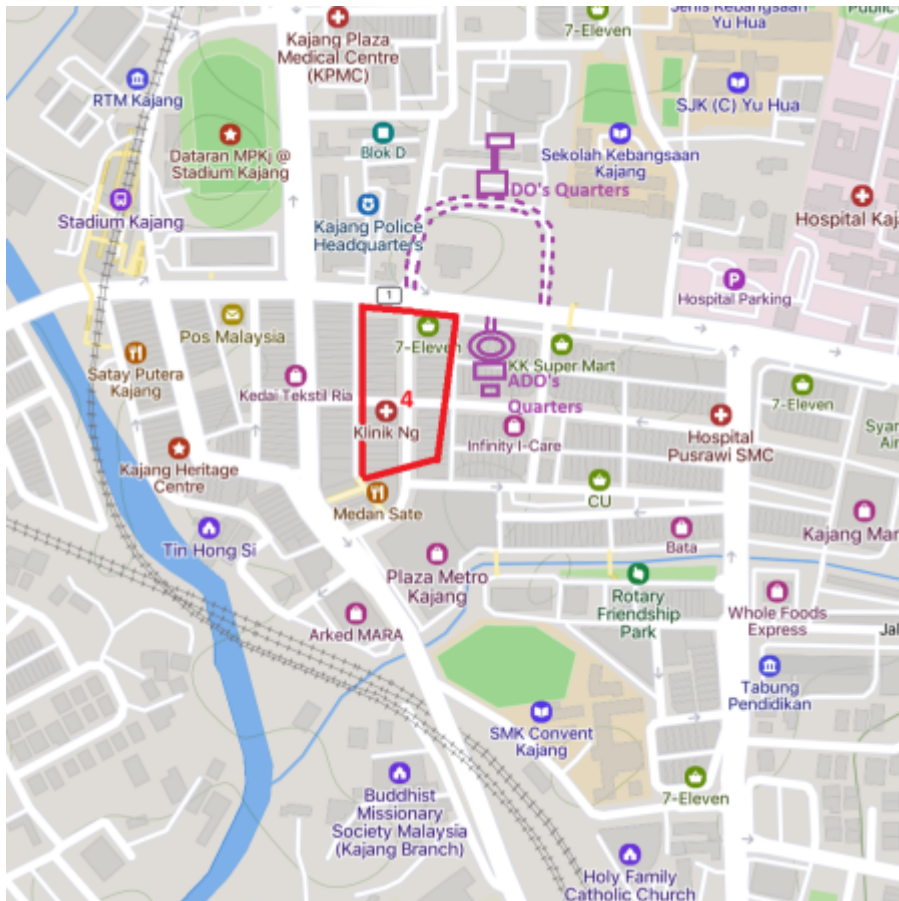 7-Eleven
Jenis Kebangsaan
Yu Hua
Public
Kajang Plaza
Medical Centre
(KPMC)
RTM Kajang
SJK (C) Yu Hua
Dataran MPKj @
Stadium Kajang
Blok D
Sekolah Kebangsaan
Kajang
DO's Quarters
Stadium Kajang
Kajang Police
Headquarters
Hospital Kaj
Hospital Parking
1
Pos Malaysia
7-Eleven
KK Super Mart
Satay Putera
Kajang
Kedai Tekstil Ria
4
ADO's
Quarters
7-Eleven
Klinik Ng
Infinity I-Care
Hospital
Pusrawi SMC
Syar
Air
Kajang Heritage
Centre
Medan Sate
CU
Tin Hong Si
Bata
Kajang Mar
Plaza Metro
Kajang
Rotary
Friendship
Park
Whole Foods
Express
Arked MARA
Jal
Tabung
Pendidikan
SMK Convent
Kajang
7-Eleven
Buddhist
Missionary
Society Malaysia
(Kajang Branch)
Holy Family
Catholic Church